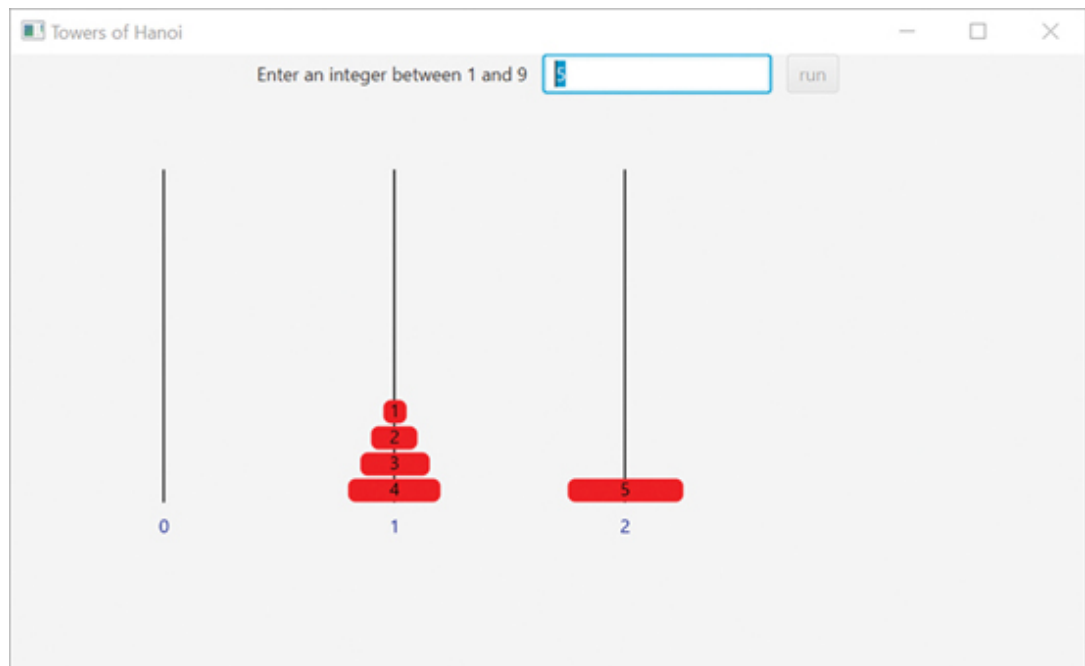 Towers of Hanoi
Enter an integer between 1 and 9 5 run
1
2
3
4 5
0 1 2